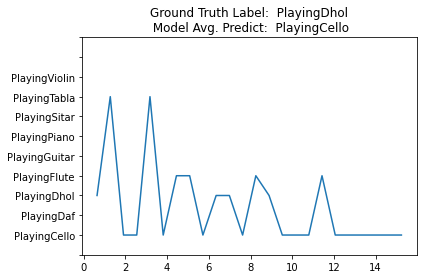 Ground Truth Label:  PlayingDhol
Model Avg. Predict:  PlayingCello
PlayingViolin
PlayingTabla
PlayingSitar
PlayingPiano
PlayingGuitar
PlayingFlute
PlayingDhol
PlayingDaf
PlayingCello
0 2 4 6 8 10 12 14